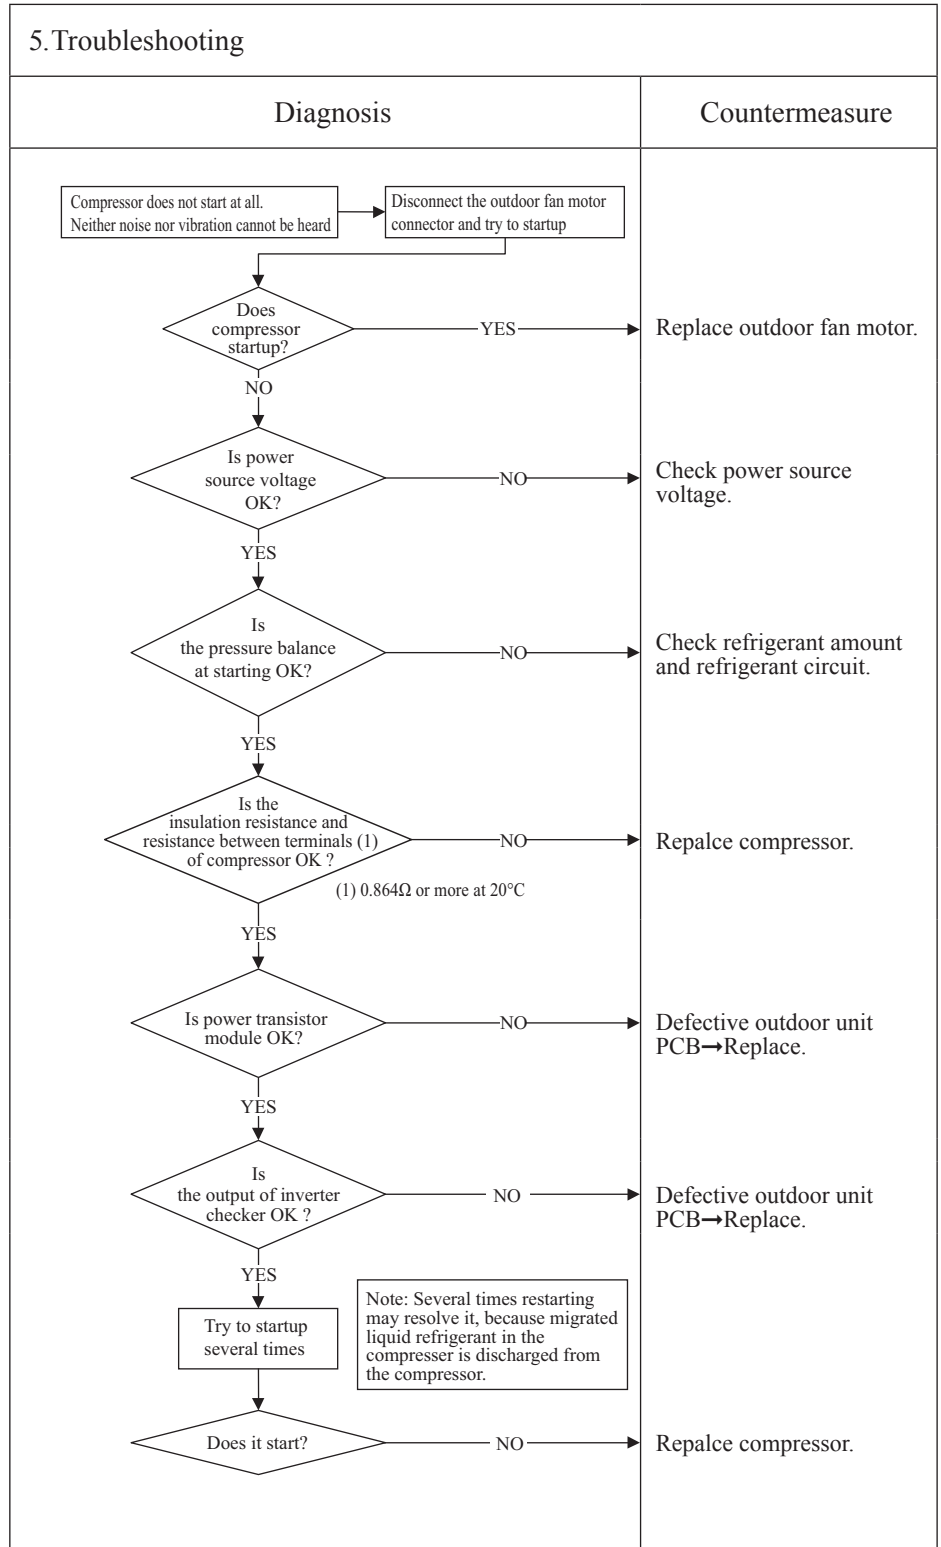 5.Troubleshooting
Diagnosis
Countermeasure
Compressor does not start at all.
Neither noise nor vibration cannot be heard
Disconnect the outdoor fan motor
connector and try to startup
Does
compressor
startup?
YES
Replace outdoor fan motor.
NO
Is power
source voltage
OK?
NO
Check power source
voltage.
YES
Is
the pressure balance
at starting OK?
NO
Check refrigerant amount
and refrigerant circuit.
YES
Is the
insulation resistance and
resistance between terminals (1)
of compressor OK ?
NO
Repalce compressor.
(1) 0.864Ω or more at 20°C
YES
Is power transistor
module OK?
NO
Defective outdoor unit
PCB→Replace.
YES
Is
the output of inverter
checker OK ?
NO
Defective outdoor unit
PCB→Replace.
YES
Try to startup
several times
Note: Several times restarting
may resolve it, because migrated
liquid refrigerant in the
compresser is discharged from
the compressor.
Does it start?
NO
Repalce compressor.